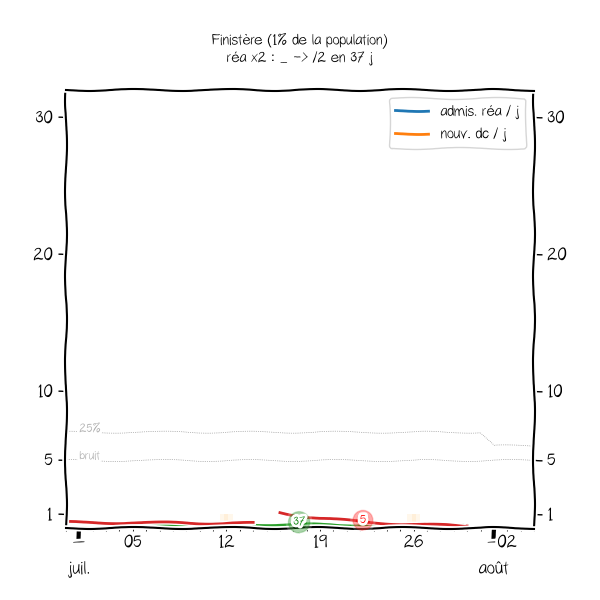 Finistère (1% de la population)
réa x2 : _ -> /2 en 37 j
admis. réa / j
nouv. dc / j
30 30
20 20
10 10
25%
5 5
bruit
1 1
37 5
05 12 19 26 02
juil. août